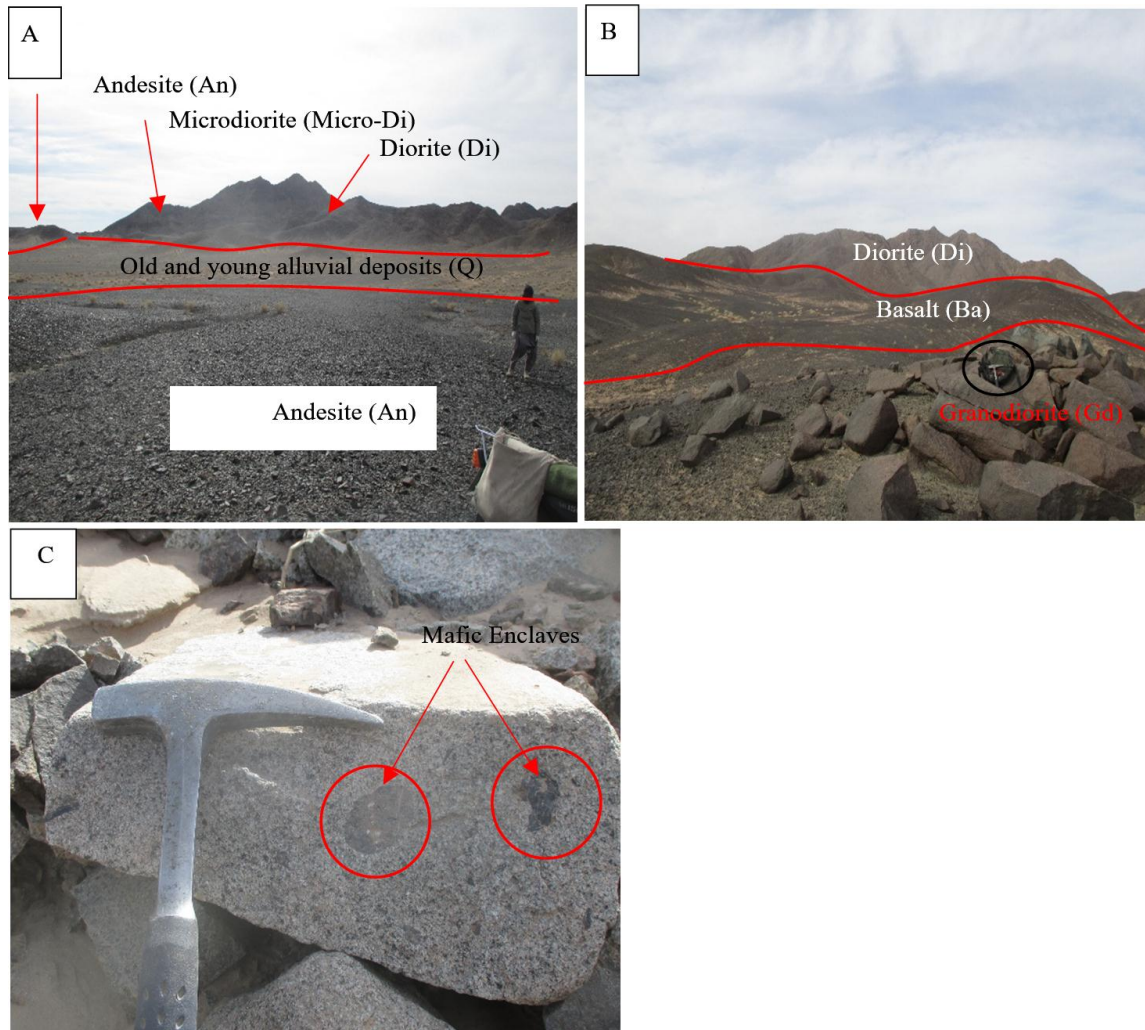 A
Andesite (An)
Microdiorite (Micro-Di)
Diorite (Di)
Old and young alluvial deposits (Q)
Andesite (An)
B
Diorite (Di)
Basalt (Ba)
Granodiorite (Gd)
C
Mafic Enclaves